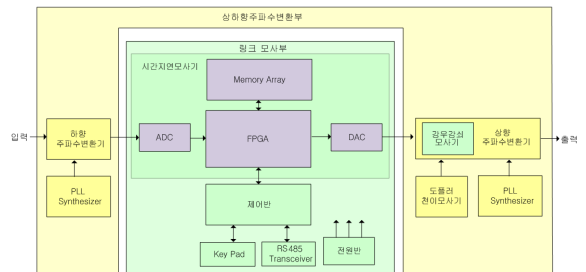 상하향주파수변환부
링크 모사부
시간지연모사기
Memory Array
입력
하향
주파수변환기
ADC
FPGA
DAC
강우감쇠
모사기
상향
주파수변환기
출력
PLL
Synthesizer
제어반
도플러
천이모사기
PLL
Synthesizer
Key Pad
RS485
Transceiver
전원반